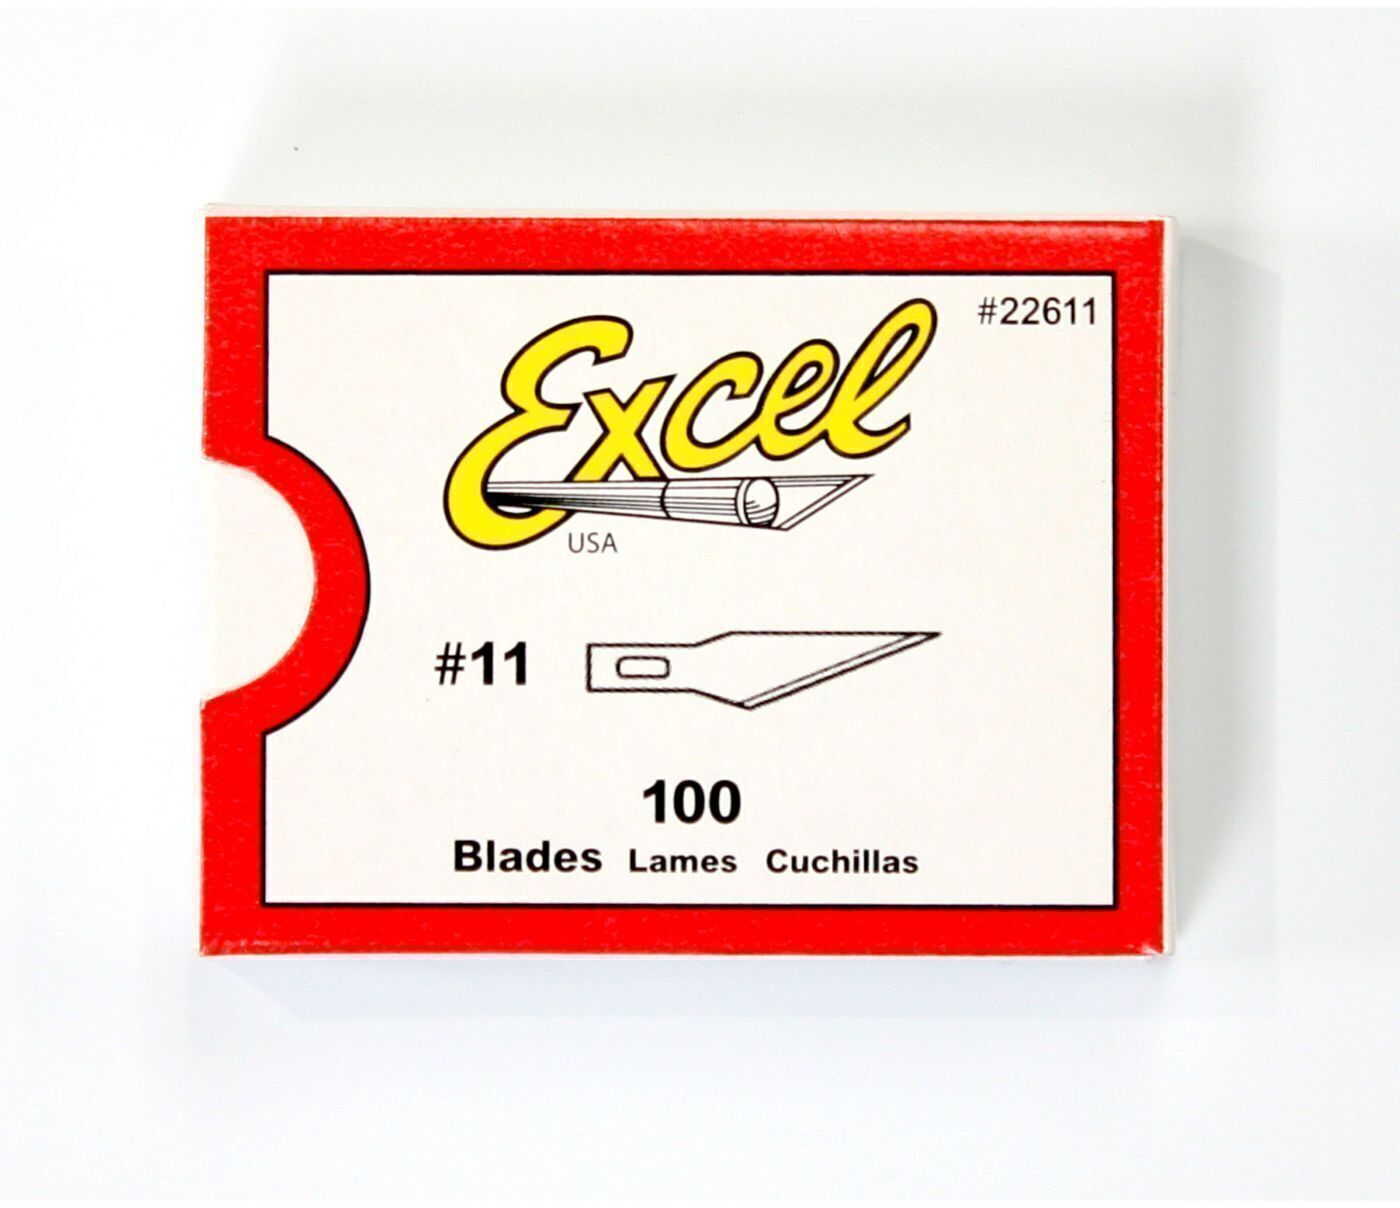 #22611
Excel
USA
#11
100
Blades Lames Cuchillas